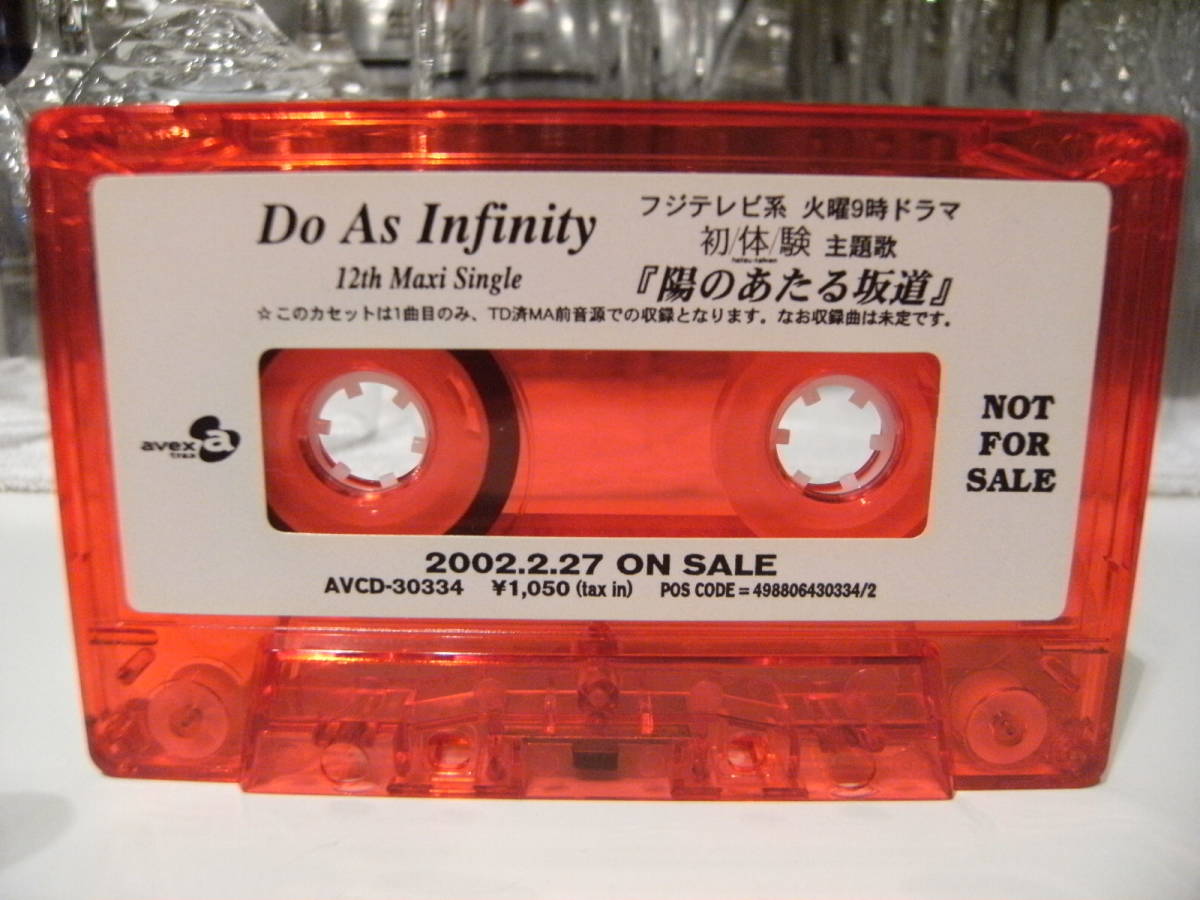 Do As Infinity
12th Maxi Single
フジテレビ系 火曜9時ドラマ
初/体/験 主題歌
『陽のあたる坂道』
☆このカセットは1曲目のみ、TD済MA前音源での収録となります。なお収録曲は未定です。
avex
trax
a
NOT
FOR
SALE
2002.2.27 ON SALE
AVCD-30334 ¥1,050 (tax in) POS CODE = 498806430334/2